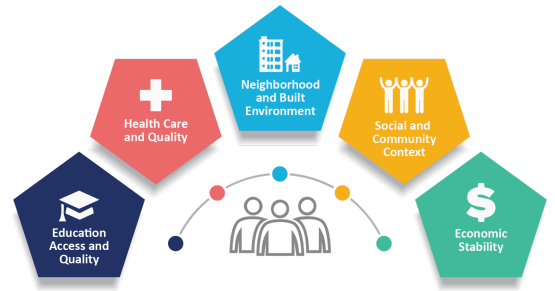 Neighborhood
and Built
Environment
Health Care
and Quality
Social and
Community
Context
Education
Access and
Quality
$
Economic
Stability